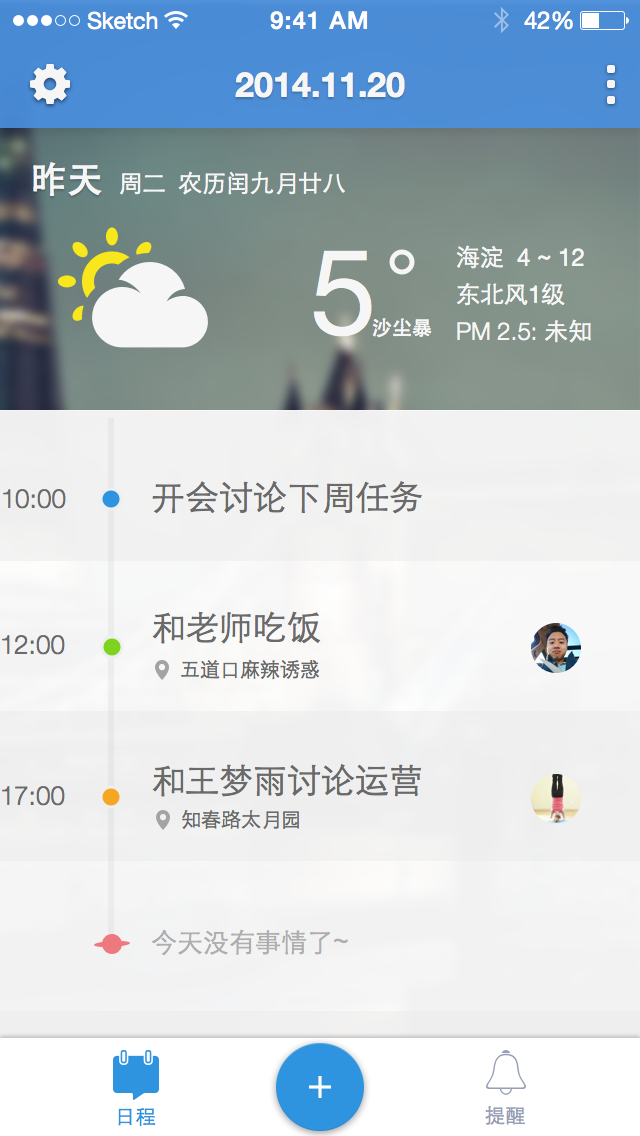 Sketch 9:41 AM 42%
2014.11.20
昨天 周二 农历闰九月廿八
5°
沙尘暴
海淀 4 ~ 12
东北风1级
PM 2.5: 未知
10:00 开会讨论下周任务
12:00 和老师吃饭
五道口麻辣诱惑
17:00 和王梦雨讨论运营
知春路太月园
今天没有事情了~
+
日程 提醒